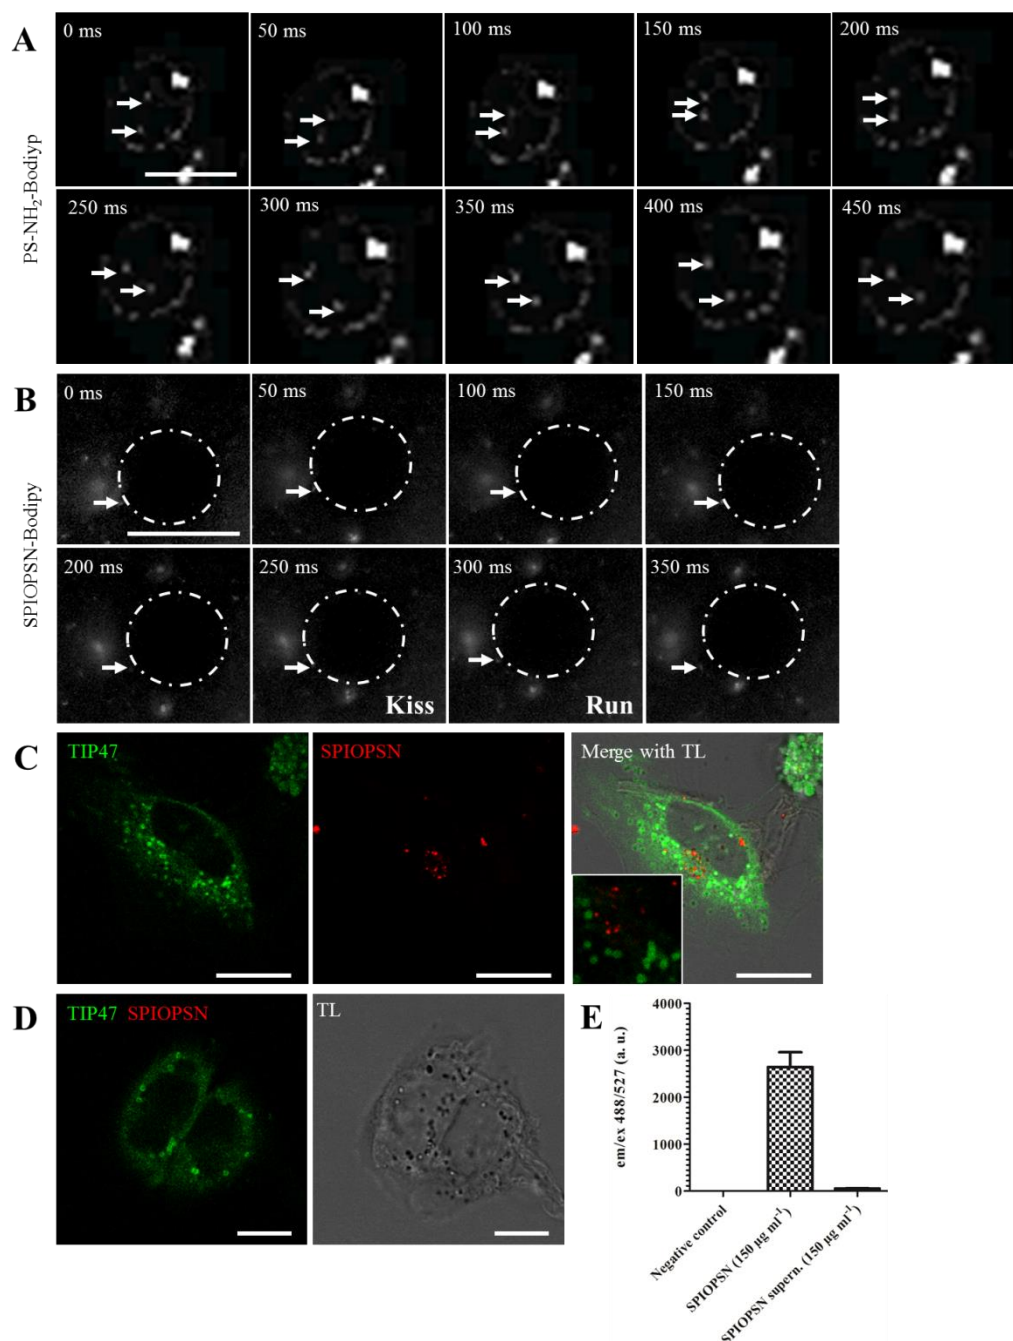 A
PS-NH₂-Bodiyp
0 ms
50 ms
100 ms
150 ms
200 ms
250 ms
300 ms
350 ms
400 ms
450 ms
B
SPIOPSN-Bodipy
0 ms
50 ms
100 ms
150 ms
200 ms
250 ms
Kiss
300 ms
Run
350 ms
C
TIP47
SPIOPSN
Merge with TL
D
TIP47 SPIOPSN
TL
E
em/ex 488/527 (a. u.)
4000
3000
2000
1000
0
Negative control
SPIOPSN (150 µg ml⁻¹)
SPIOPSN supern. (150 µg ml⁻¹)